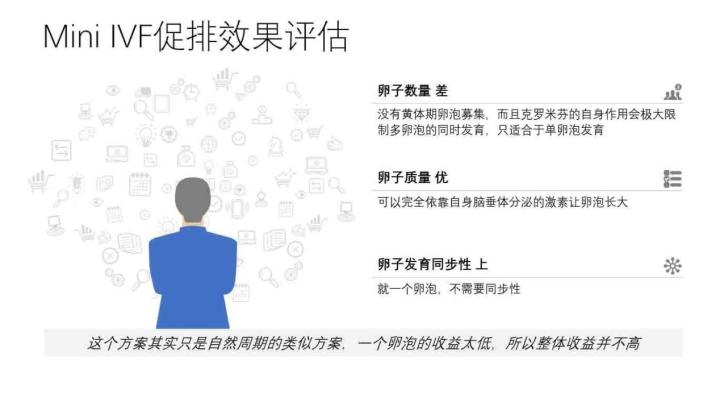 Mini IVF促排效果评估
卵子数量 差
没有黄体期卵泡募集，而且克罗米芬的自身作用会极大限
制多卵泡的同时发育，只适合于单卵泡发育
卵子质量 优
可以完全依靠自身脑垂体分泌的激素让卵泡长大
卵子发育同步性 上
就一个卵泡，不需要同步性
这个方案其实只是自然周期的类似方案，一个卵泡的收益太低，所以整体收益并不高